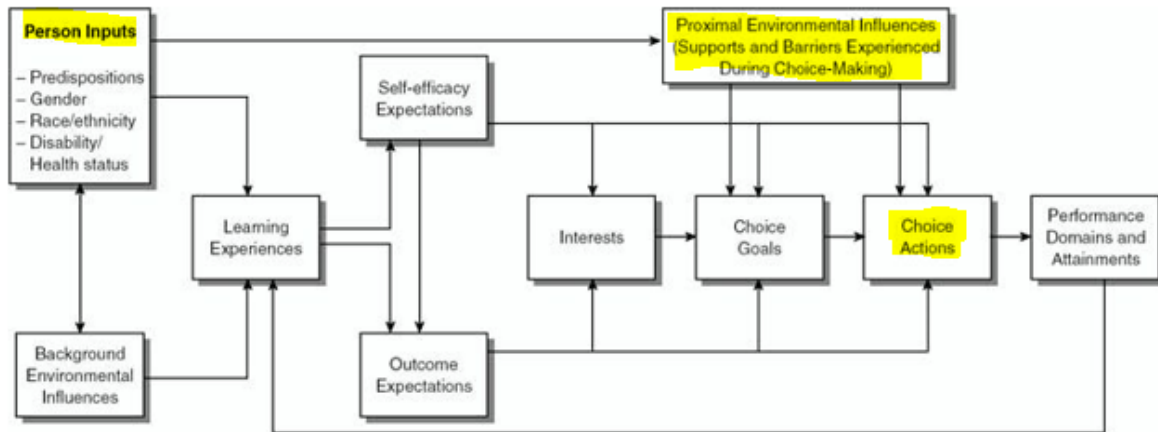 Person Inputs
– Predispositions
– Gender
– Race/ethnicity
– Disability/
Health status
Proximal Environmental Influences
(Supports and Barriers Experienced
During Choice-Making)
Self-efficacy
Expectations
Learning
Experiences
Interests
Choice
Goals
Choice
Actions
Performance
Domains and
Attainments
Background
Environmental
Influences
Outcome
Expectations